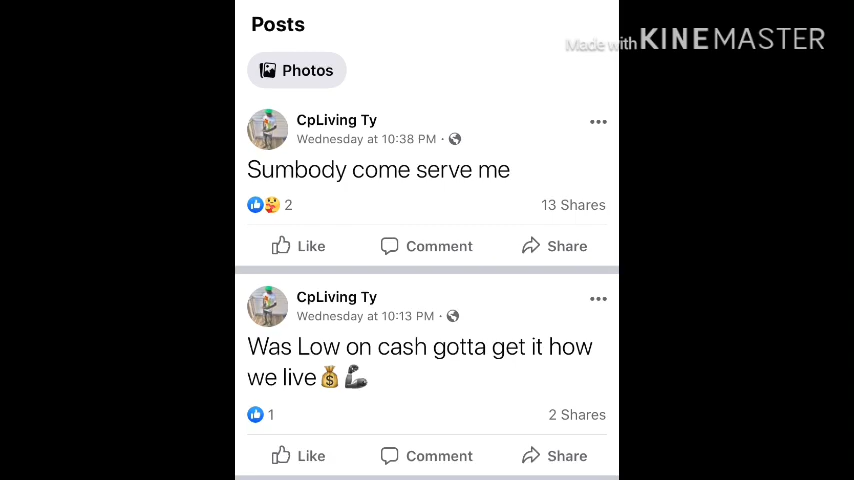 Posts
Made with KINEMASTER
Photos
CpLiving Ty
Wednesday at 10:38 PM ·
Sumbody come serve me
2
13 Shares
Like Comment Share
CpLiving Ty
Wednesday at 10:13 PM ·
Was Low on cash gotta get it how
we live💰🦾
1
2 Shares
Like Comment Share